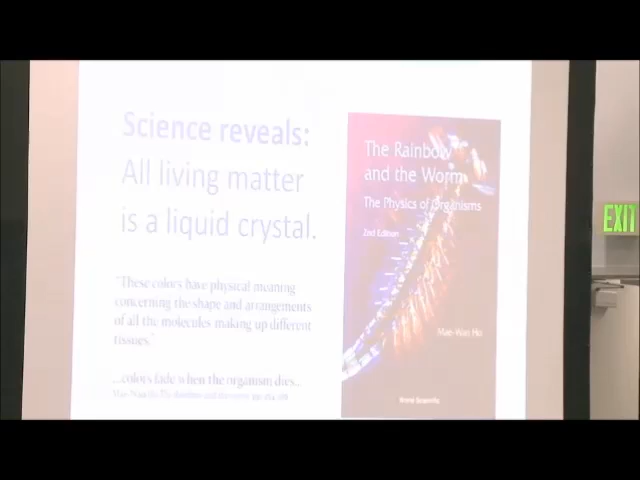 Science reveals:
All living matter
is a liquid crystal.
"These colors have physical meaning
concerning the shape and arrangements
of all the molecules making up different
tissues."
...colors fade when the organism dies..
The Rainbow
and the Worm
The Physics of Organisms
2nd Edition
Mae-Wan Ho
World Scientific
EXIT